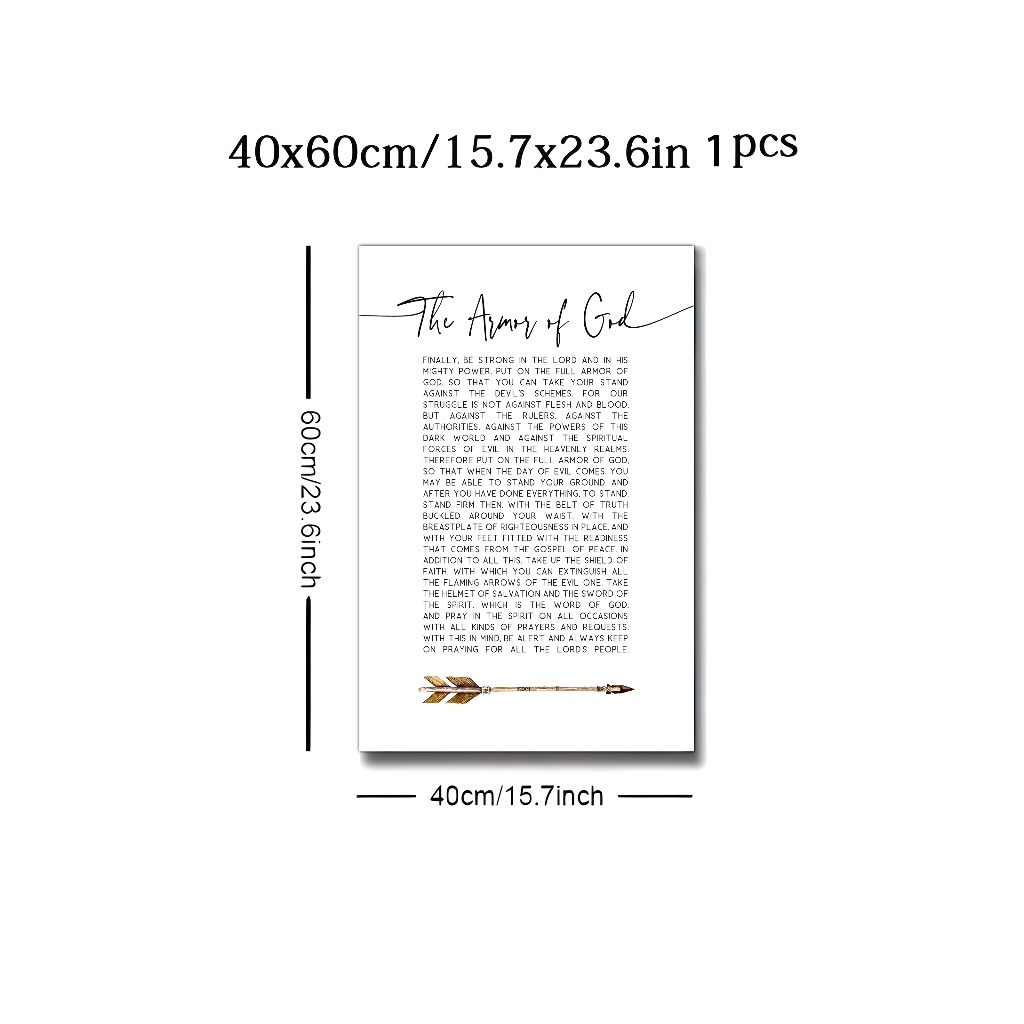 40x60cm/15.7x23.6in 1pcs
The Armor of God
FINALLY, BE STRONG IN THE LORD AND IN HIS
MIGHTY POWER. PUT ON THE FULL ARMOR OF
GOD, SO THAT YOU CAN TAKE YOUR STAND
AGAINST THE DEVIL'S SCHEMES. FOR OUR
STRUGGLE IS NOT AGAINST FLESH AND BLOOD,
BUT AGAINST THE RULERS, AGAINST THE
AUTHORITIES, AGAINST THE POWERS OF THIS
DARK WORLD AND AGAINST THE SPIRITUAL
FORCES OF EVIL IN THE HEAVENLY REALMS.
THEREFORE PUT ON THE FULL ARMOR OF GOD,
SO THAT WHEN THE DAY OF EVIL COMES, YOU
MAY BE ABLE TO STAND YOUR GROUND, AND
AFTER YOU HAVE DONE EVERYTHING, TO STAND.
STAND FIRM THEN, WITH THE BELT OF TRUTH
BUCKLED AROUND YOUR WAIST, WITH THE
BREASTPLATE OF RIGHTEOUSNESS IN PLACE, AND
WITH YOUR FEET FITTED WITH THE READINESS
THAT COMES FROM THE GOSPEL OF PEACE. IN
ADDITION TO ALL THIS, TAKE UP THE SHIELD OF
FAITH, WITH WHICH YOU CAN EXTINGUISH ALL
THE FLAMING ARROWS OF THE EVIL ONE. TAKE
THE HELMET OF SALVATION AND THE SWORD OF
THE SPIRIT, WHICH IS THE WORD OF GOD.
AND PRAY IN THE SPIRIT ON ALL OCCASIONS
WITH ALL KINDS OF PRAYERS AND REQUESTS.
WITH THIS IN MIND, BE ALERT AND ALWAYS KEEP
ON PRAYING FOR ALL THE LORD'S PEOPLE.
60cm/23.6inch
40cm/15.7inch